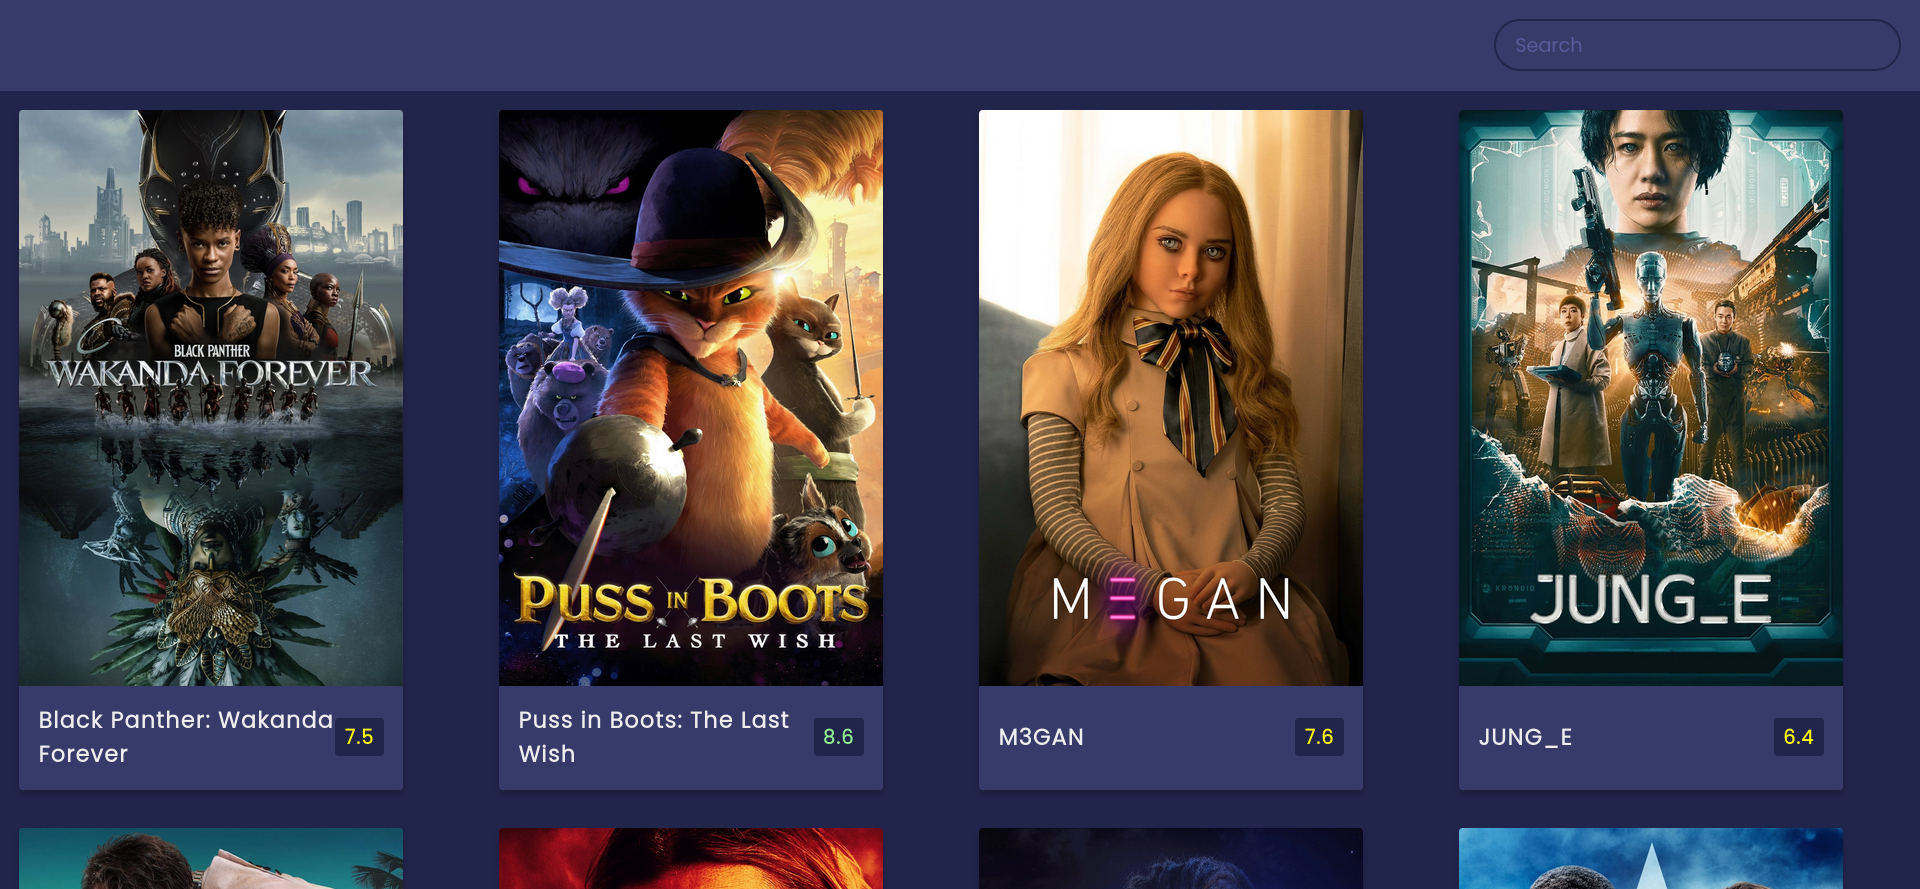 Search
BLACK PANTHER
WAKANDA FOREVER
PUSS IN BOOTS
THE LAST WISH
MΞGAN
JUNG_E
Black Panther: Wakanda
Forever
7.5
Puss in Boots: The Last
Wish
8.6
M3GAN
7.6
JUNG_E
6.4